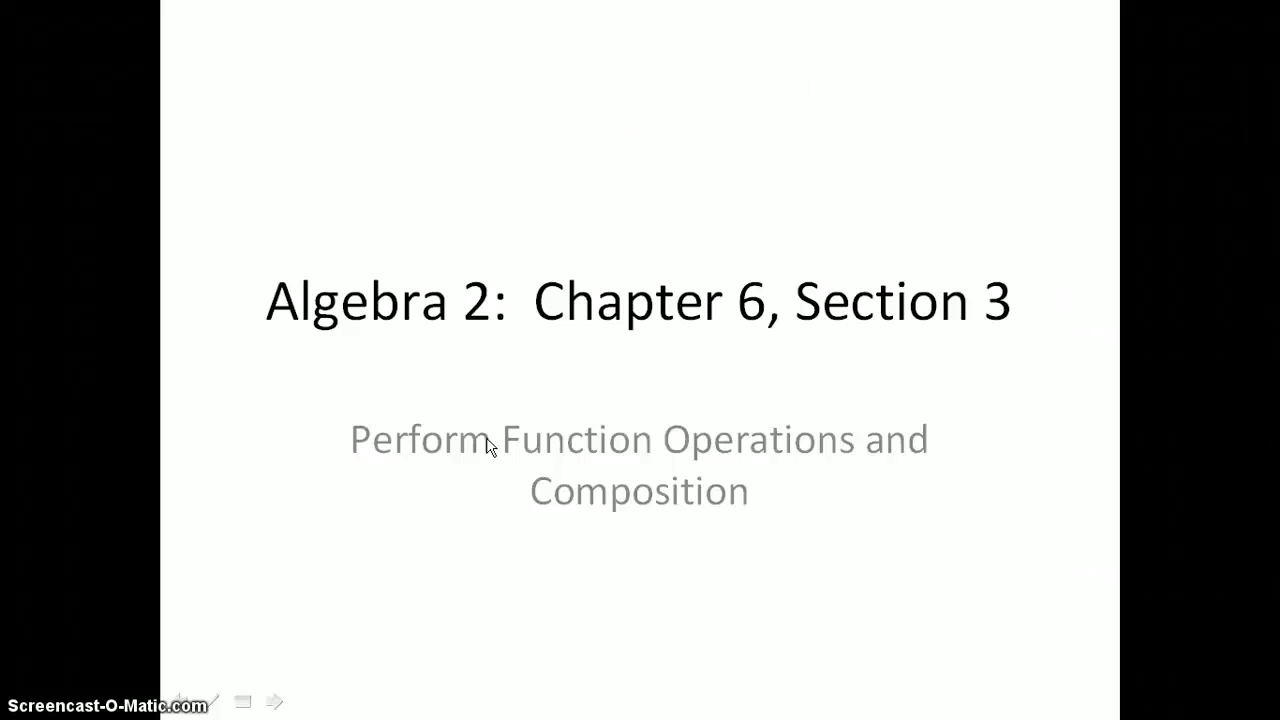 Algebra 2:  Chapter 6, Section 3
Perform Function Operations and
Composition
Screencast-O-Matic.com